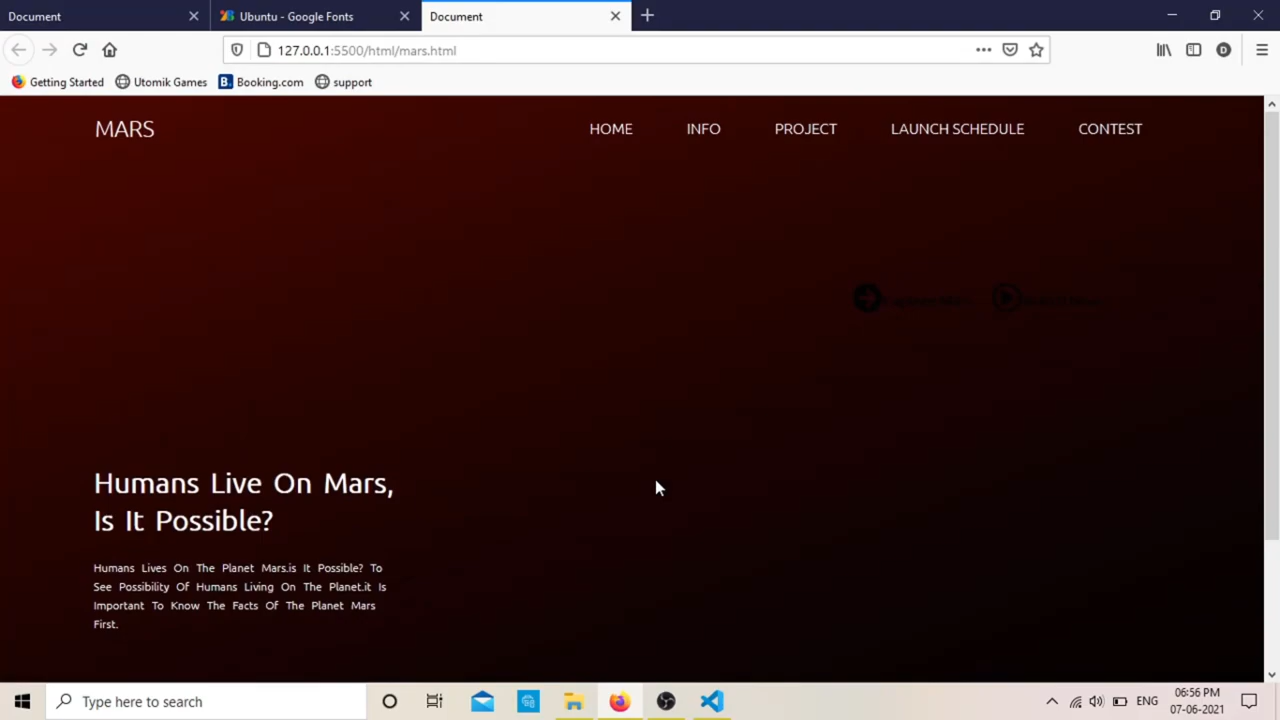 Document
Ubuntu - Google Fonts
Document
127.0.0.1:5500/html/mars.html
Getting Started
Utomik Games
B. Booking.com
support
MARS
HOME
INFO
PROJECT
LAUNCH SCHEDULE
CONTEST
Humans Live On Mars,
Is It Possible?
Humans Lives On The Planet Mars.is It Possible? To
See Possibility Of Humans Living On The Planet.it Is
Important To Know The Facts Of The Planet Mars
First.
Type here to search
ENG
06:56 PM
07-06-2021